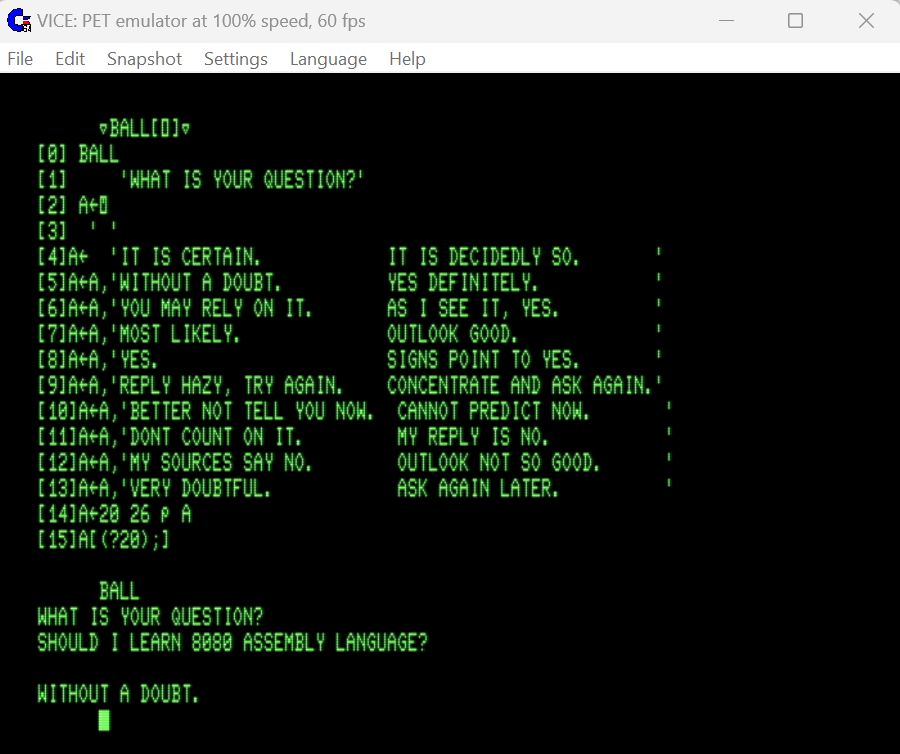 VICE: PET emulator at 100% speed, 60 fps
File Edit Snapshot Settings Language Help
∇BALL[⎕]∇
[0] BALL
[1]     'WHAT IS YOUR QUESTION?'
[2] A←⍞
[3]  ' '
[4]A←  'IT IS CERTAIN.            IT IS DECIDEDLY SO.       '
[5]A←A,'WITHOUT A DOUBT.          YES DEFINITELY.           '
[6]A←A,'YOU MAY RELY ON IT.       AS I SEE IT, YES.         '
[7]A←A,'MOST LIKELY.              OUTLOOK GOOD.             '
[8]A←A,'YES.                      SIGNS POINT TO YES.       '
[9]A←A,'REPLY HAZY, TRY AGAIN.    CONCENTRATE AND ASK AGAIN.'
[10]A←A,'BETTER NOT TELL YOU NOW.  CANNOT PREDICT NOW.       '
[11]A←A,'DONT COUNT ON IT.         MY REPLY IS NO.           '
[12]A←A,'MY SOURCES SAY NO.        OUTLOOK NOT SO GOOD.      '
[13]A←A,'VERY DOUBTFUL.            ASK AGAIN LATER.          '
[14]A←20 26 ⍴ A
[15]A[(?20);]
BALL
WHAT IS YOUR QUESTION?
SHOULD I LEARN 8080 ASSEMBLY LANGUAGE?
WITHOUT A DOUBT.